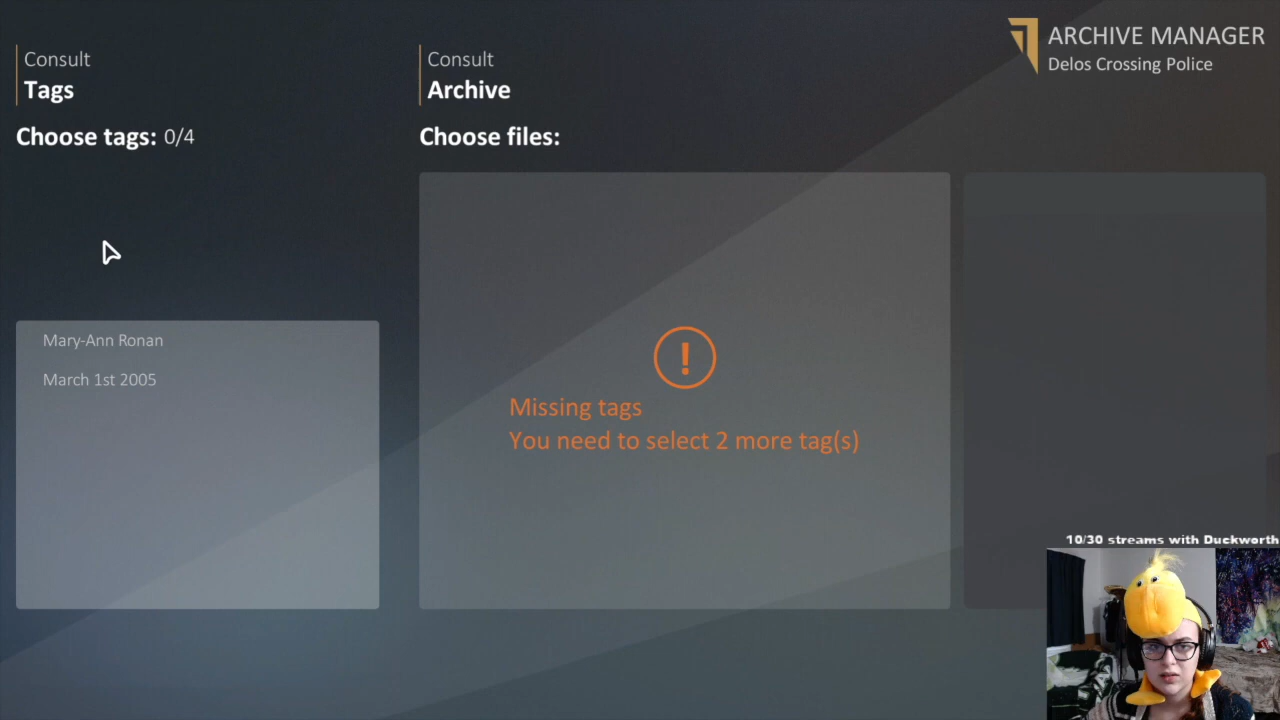 Consult
Tags
Choose tags: 0/4
Mary-Ann Ronan
March 1st 2005
Consult
Archive
Choose files:
Missing tags
You need to select 2 more tag(s)
ARCHIVE MANAGER
Delos Crossing Police
10/30 streams with Duckworth